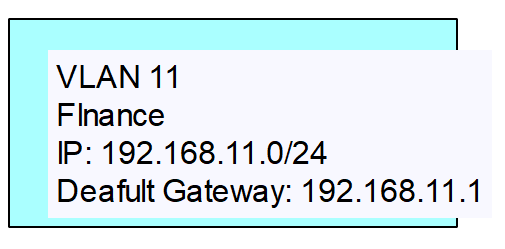 VLAN 11
FInance
IP: 192.168.11.0/24
Deafult Gateway: 192.168.11.1